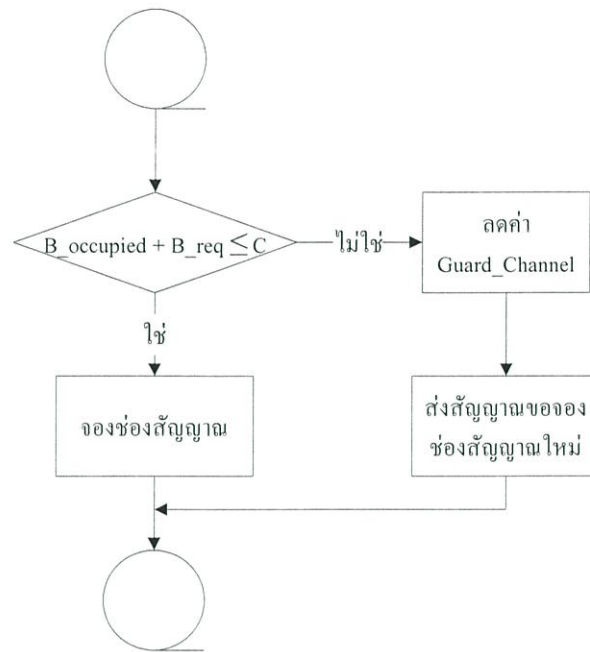 B_occupied + B_req ≤ C
ไม่ใช่
ลดค่า
Guard_Channel
ใช่
จองช่องสัญญาณ
ส่งสัญญาณขอจอง
ช่องสัญญาณใหม่